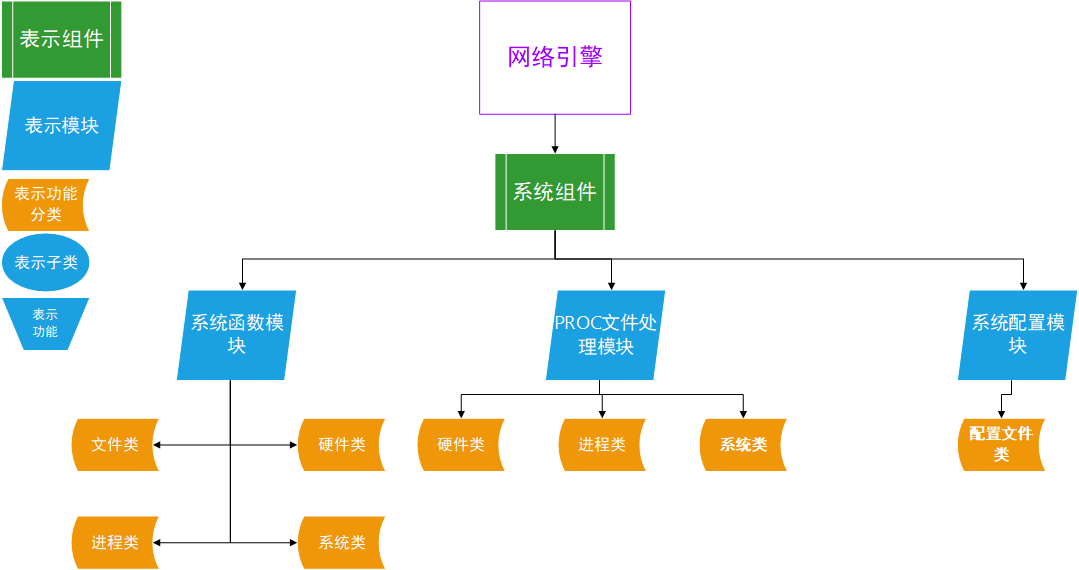 表示组件
表示模块
表示功能
分类
表示子类
表示
功能
网络引擎
系统组件
系统函数模
块
PROC文件处
理模块
系统配置模
块
文件类
硬件类
硬件类
进程类
系统类
配置文件
类
进程类
系统类